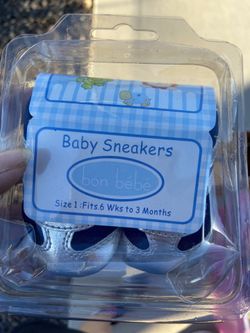 Baby Sneakers
bon bébé
Size 1 :Fits.6 Wks to 3 Months